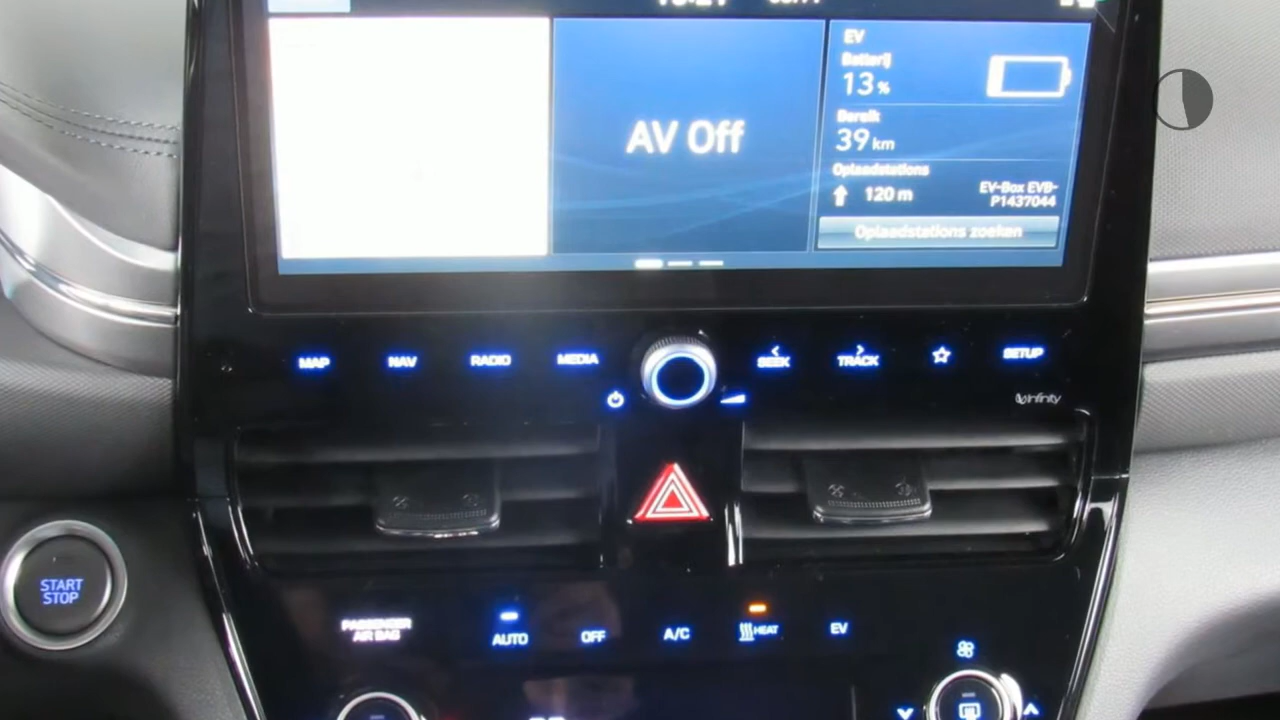 EV
Batterij
13 %
AV Off
Bereik
39 km
Oplaadstations
120 m
EV-Box EVB-
P1437044
Oplaadstations zoeken
MAP
NAV
RADIO
MEDIA
SEEK
TRACK
SETUP
Infinity
START
STOP
PASSENGER
AIR BAG
AUTO
OFF
A/C
HEAT
EV